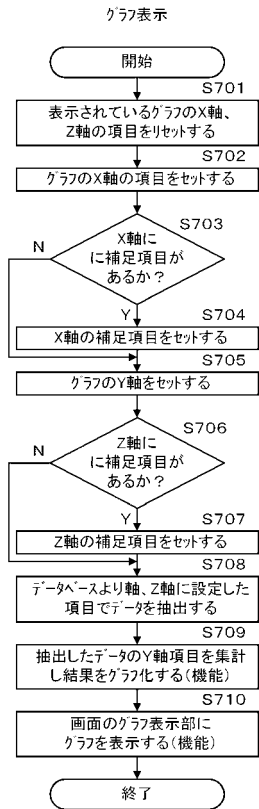 グラフ表示
開始
S701
表示されているグラフのX軸、
Z軸の項目をリセットする
S702
グラフのX軸の項目をセットする
S703
X軸に
に補足項目が
あるか？
N
Y
S704
X軸の補足項目をセットする
S705
グラフのY軸をセットする
S706
Z軸に
に補足項目が
あるか？
N
Y
S707
Z軸の補足項目をセットする
S708
データベースより軸、Z軸に設定した
項目でデータを抽出する
S709
抽出したデータのY軸項目を集計
し結果をグラフ化する(機能)
S710
画面のグラフ表示部に
グラフを表示する(機能)
終了